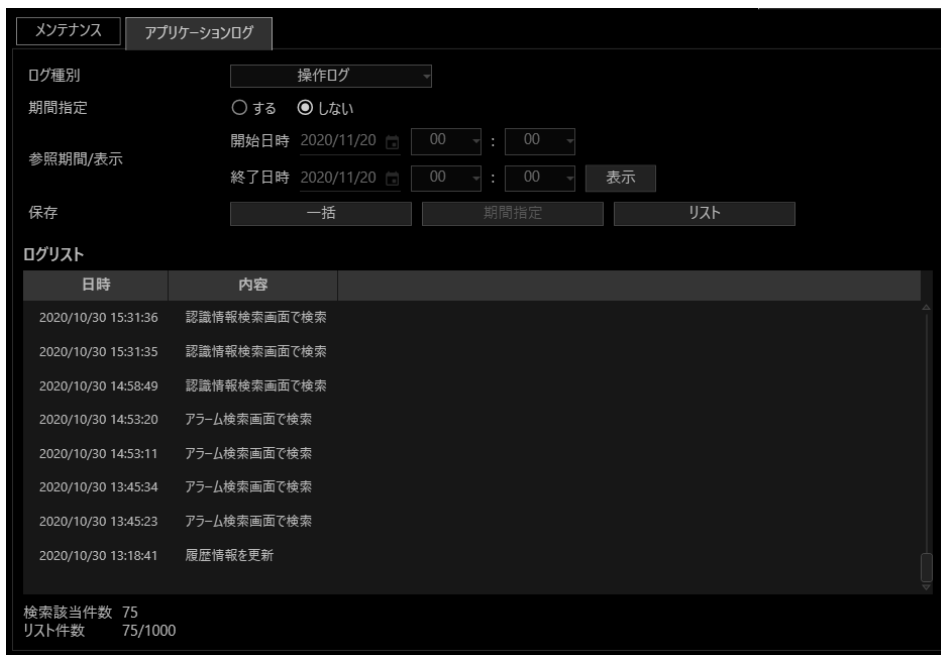 メンテナンス アプリケーションログ
ログ種別 操作ログ
期間指定 する しない
開始日時 2020/11/20 00 : 00
参照期間/表示
終了日時 2020/11/20 00 : 00 表示
保存 一括 期間指定 リスト
ログリスト
日時 内容
2020/10/30 15:31:36 認識情報検索画面で検索
2020/10/30 15:31:35 認識情報検索画面で検索
2020/10/30 14:58:49 認識情報検索画面で検索
2020/10/30 14:53:20 アラーム検索画面で検索
2020/10/30 14:53:11 アラーム検索画面で検索
2020/10/30 13:45:34 アラーム検索画面で検索
2020/10/30 13:45:23 アラーム検索画面で検索
2020/10/30 13:18:41 履歴情報を更新
検索該当件数 75
リスト件数 75/1000